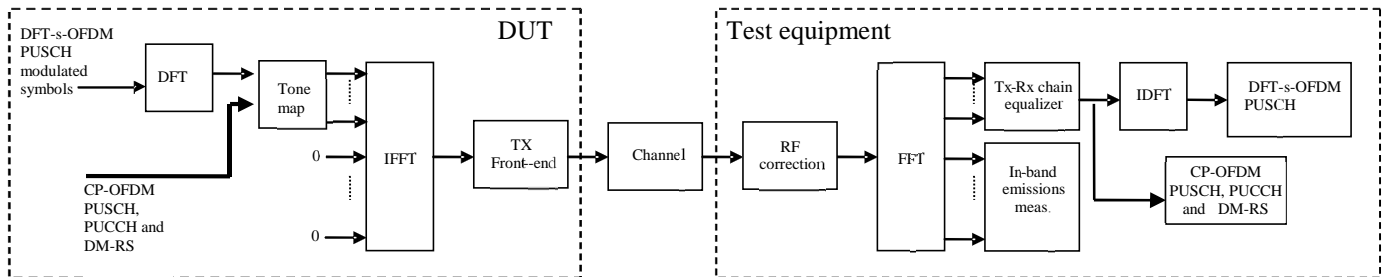 DUT
Test equipment
DFT-s-OFDM
PUSCH
modulated
symbols
DFT
Tone
map
0
0
IFFT
TX
Front-end
Channel
RF
correction
FFT
Tx-Rx chain
equalizer
IDFT
DFT-s-OFDM
PUSCH
In-band
emissions
meas.
CP-OFDM
PUSCH, PUCCH
and DM-RS
CP-OFDM
PUSCH,
PUCCH and
DM-RS